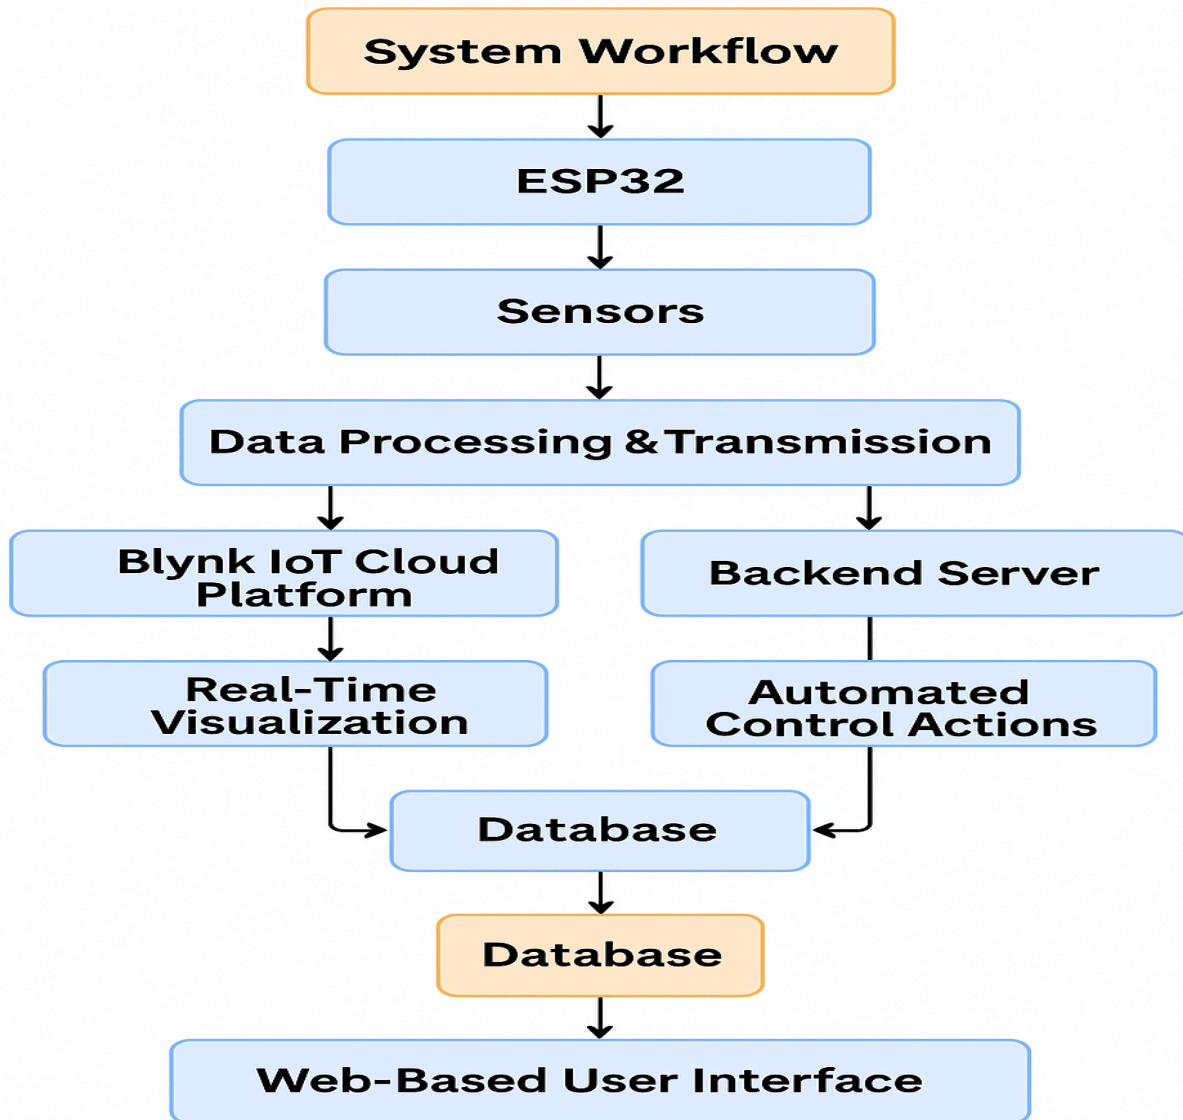 System Workflow
ESP32
Sensors
Data Processing & Transmission
Blynk IoT Cloud
Platform
Backend Server
Real-Time
Visualization
Automated
Control Actions
Database
Database
Web-Based User Interface